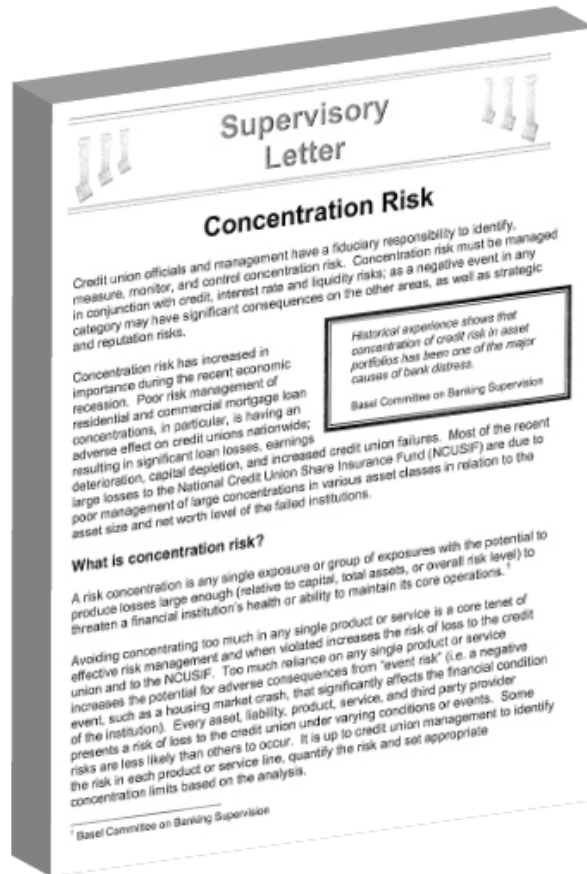 Supervisory
Letter
Concentration Risk
Credit union officials and management have a fiduciary responsibility to identify,
measure, monitor, and control concentration risk. Concentration risk must be managed
in conjunction with credit, interest rate and liquidity risks; as a negative event in any
category may have significant consequences on the other areas, as well as strategic
and reputation risks.
Concentration risk has increased in
importance during the recent economic
recession. Poor risk management of
residential and commercial mortgage loan
concentrations, in particular, is having an
adverse effect on credit unions nationwide;
resulting in significant loan losses, earnings
deterioration, capital depletion, and increased credit union failures. Most of the recent
large losses to the National Credit Union Share Insurance Fund (NCUSIF) are due to
poor management of large concentrations in various asset classes in relation to the
asset size and net worth level of the failed institutions.
Historical experience shows that
concentration of credit risk in asset
portfolios has been one of the major
causes of bank distress.
Basel Committee on Banking Supervision
What is concentration risk?
A risk concentration is any single exposure or group of exposures with the potential to
produce losses large enough (relative to capital, total assets, or overall risk level) to
threaten a financial institution's health or ability to maintain its core operations. 1
Avoiding concentrating too much in any single product or service is a core tenet of
effective risk management and when violated increases the risk of loss to the credit
union and to the NCUSIF. Too much reliance on any single product or service
increases the potential for adverse consequences from "event risk" (i.e. a negative
event, such as a housing market crash, that significantly affects the financial condition
of the institution). Every asset, liability, product, service, and third party provider
presents a risk of loss to the credit union under varying conditions or events. Some
risks are less likely than others to occur. It is up to credit union management to identify
the risk in each product or service line, quantify the risk and set appropriate
concentration limits based on the analysis.
1 Basel Committee on Banking Supervision